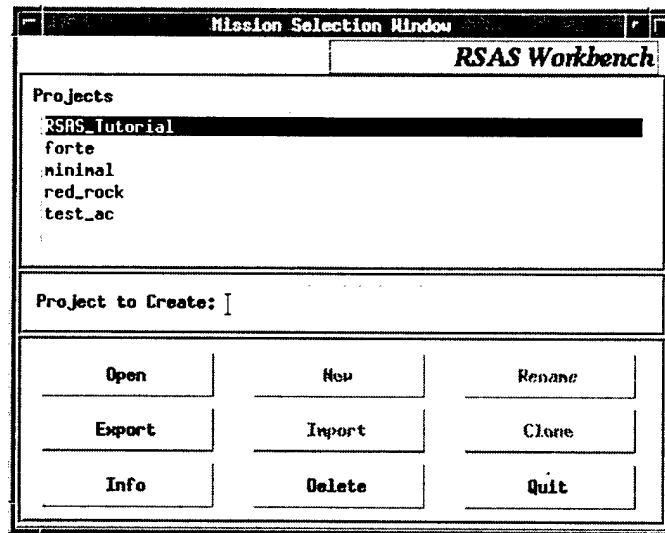 Mission Selection Window
RSAS Workbench
Projects
RSAS_Tutorial
forte
minimal
red_rock
test_ac
Project to Create:
Open New Rename
Export Import Clone
Info Delete Quit